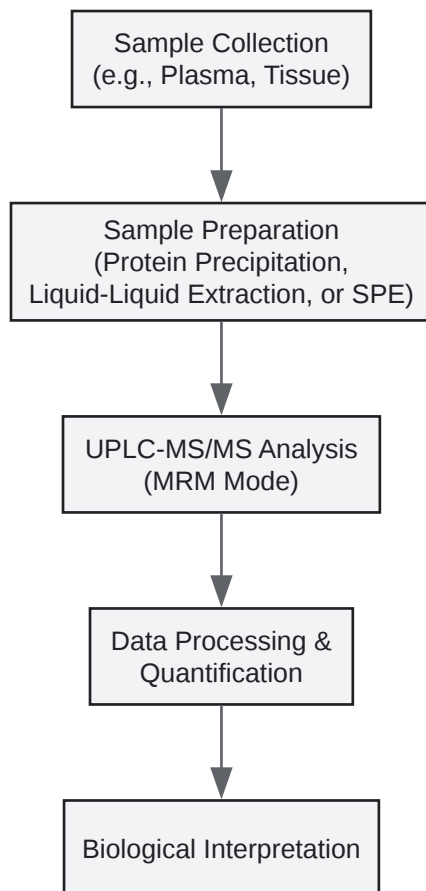 Sample Collection
(e.g., Plasma, Tissue)
Sample Preparation
(Protein Precipitation,
Liquid-Liquid Extraction, or SPE)
UPLC-MS/MS Analysis
(MRM Mode)
Data Processing &
Quantification
Biological Interpretation